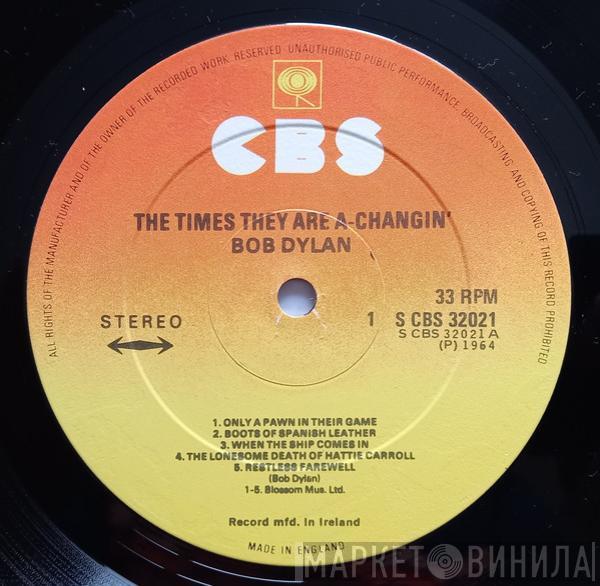 ALL RIGHTS OF THE MANUFACTURER AND OF THE OWNER OF THE RECORDED WORK RESERVED UNAUTHORISED PUBLIC PERFORMANCE, BROADCASTING AND COPYING OF THIS RECORD PROHIBITED
CBS
THE TIMES THEY ARE A-CHANGIN'
BOB DYLAN
33 RPM
STEREO
1 S CBS 32021
S CBS 32021 A
(P) 1964
1. ONLY A PAWN IN THEIR GAME
2. BOOTS OF SPANISH LEATHER
3. WHEN THE SHIP COMES IN
4. THE LONESOME DEATH OF HATTIE CARROLL
5. RESTLESS FAREWELL
(Bob Dylan)
1-5. Blossom Mus. Ltd.
Record mfd. In Ireland
MADE IN ENGLAND
МАРКЕТ ВИНИЛА